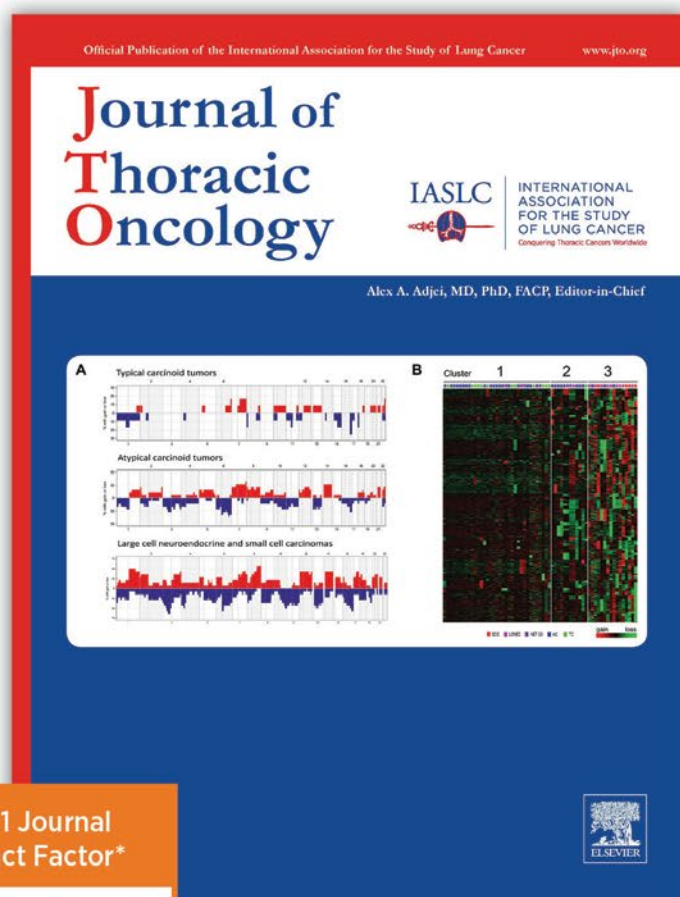 Official Publication of the International Association for the Study of Lung Cancer www.jto.org
Journal of
Thoracic
Oncology
IASLC
INTERNATIONAL
ASSOCIATION
FOR THE STUDY
OF LUNG CANCER
Conquering Thoracic Cancers Worldwide
Alex A. Adjei, MD, PhD, FACP, Editor-in-Chief
A
Typical carcinoid tumors
Atypical carcinoid tumors
Large cell neuroendocrine and small cell carcinomas
B
Cluster 1 2 3
gain loss
1 Journal
ct Factor*
ELSEVIER